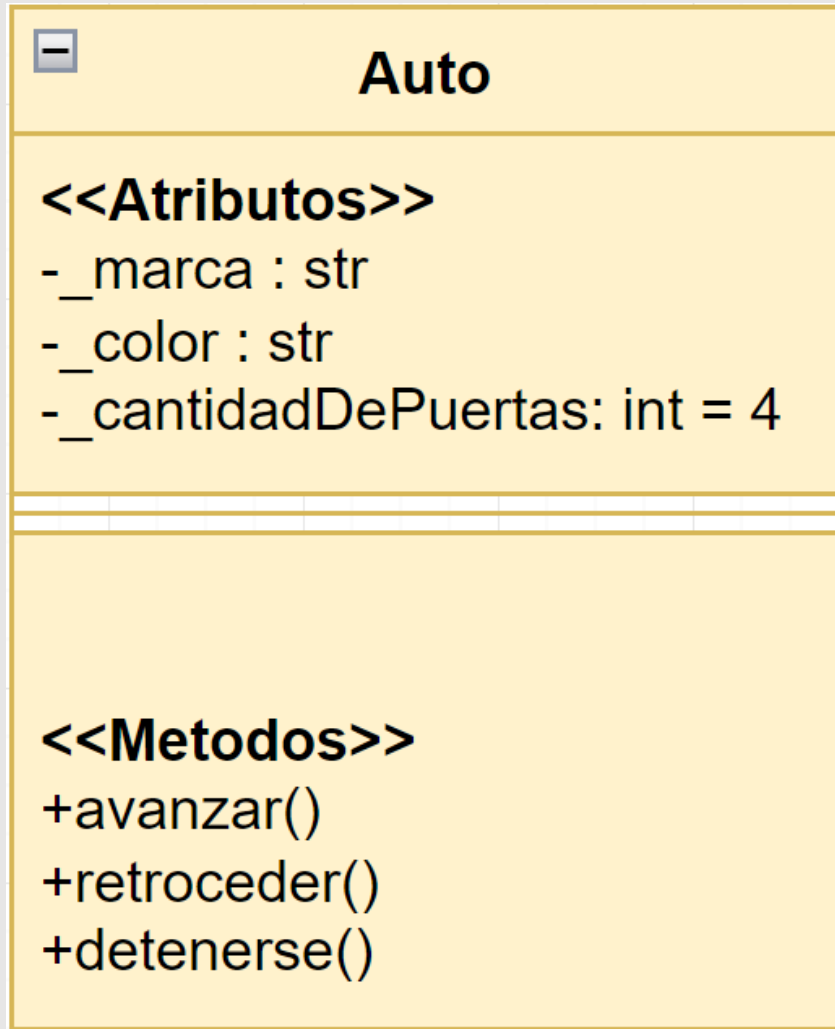 Auto
<<Atributos>>
-_marca : str
-_color : str
-_cantidadDePuertas: int = 4
<<Metodos>>
+avanzar()
+retroceder()
+detenerse()